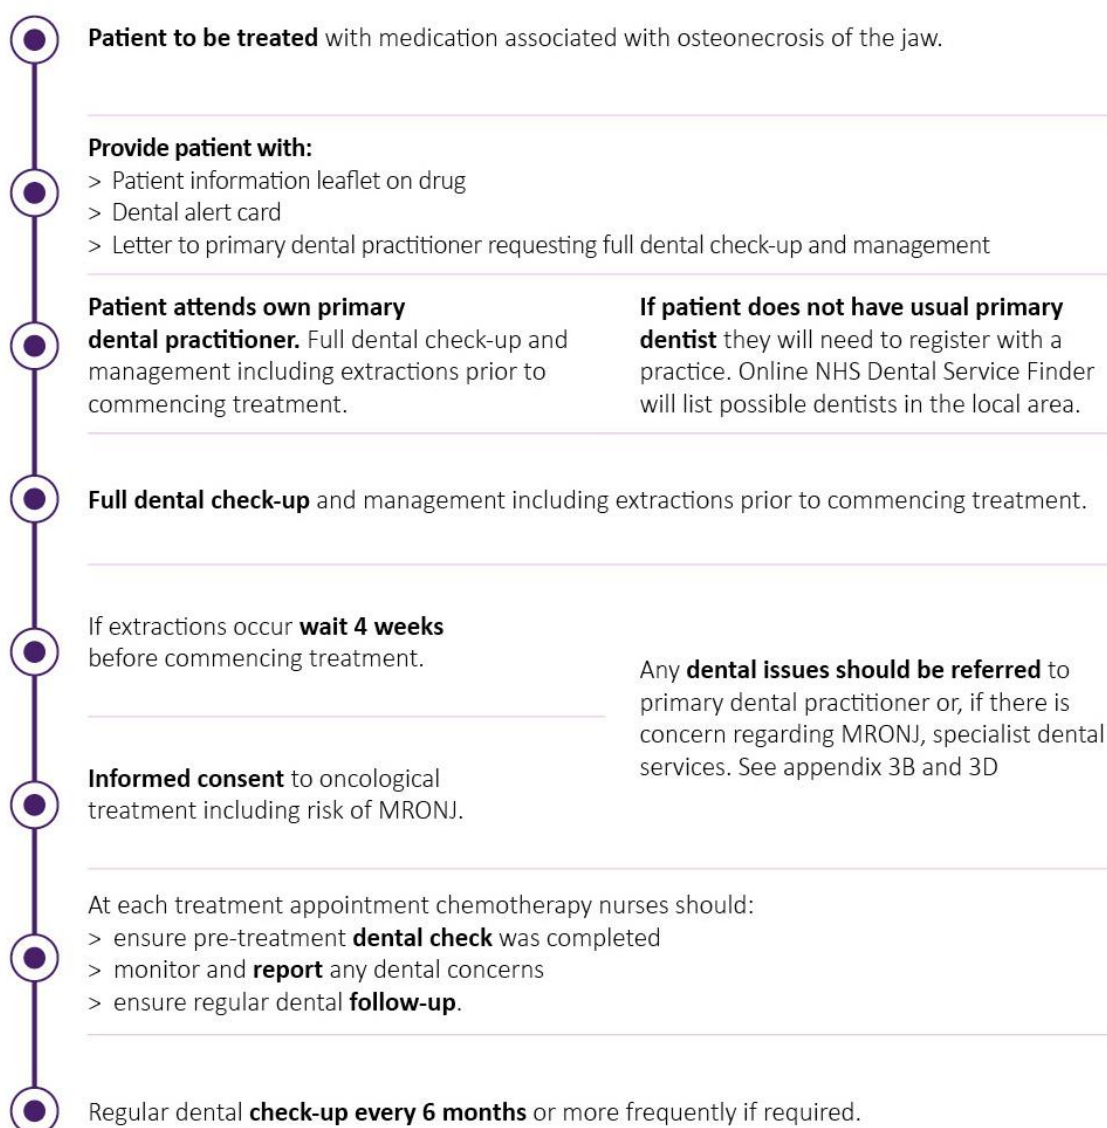 Patient to be treated with medication associated with osteonecrosis of the jaw.
Provide patient with:
> Patient information leaflet on drug
> Dental alert card
> Letter to primary dental practitioner requesting full dental check-up and management
Patient attends own primary
dental practitioner. Full dental check-up and
management including extractions prior to
commencing treatment.
If patient does not have usual primary
dentist they will need to register with a
practice. Online NHS Dental Service Finder
will list possible dentists in the local area.
Full dental check-up and management including extractions prior to commencing treatment.
If extractions occur wait 4 weeks
before commencing treatment.
Any dental issues should be referred to
primary dental practitioner or, if there is
concern regarding MRONJ, specialist dental
services. See appendix 3B and 3D
Informed consent to oncological
treatment including risk of MRONJ.
At each treatment appointment chemotherapy nurses should:
> ensure pre-treatment dental check was completed
> monitor and report any dental concerns
> ensure regular dental follow-up.
Regular dental check-up every 6 months or more frequently if required.